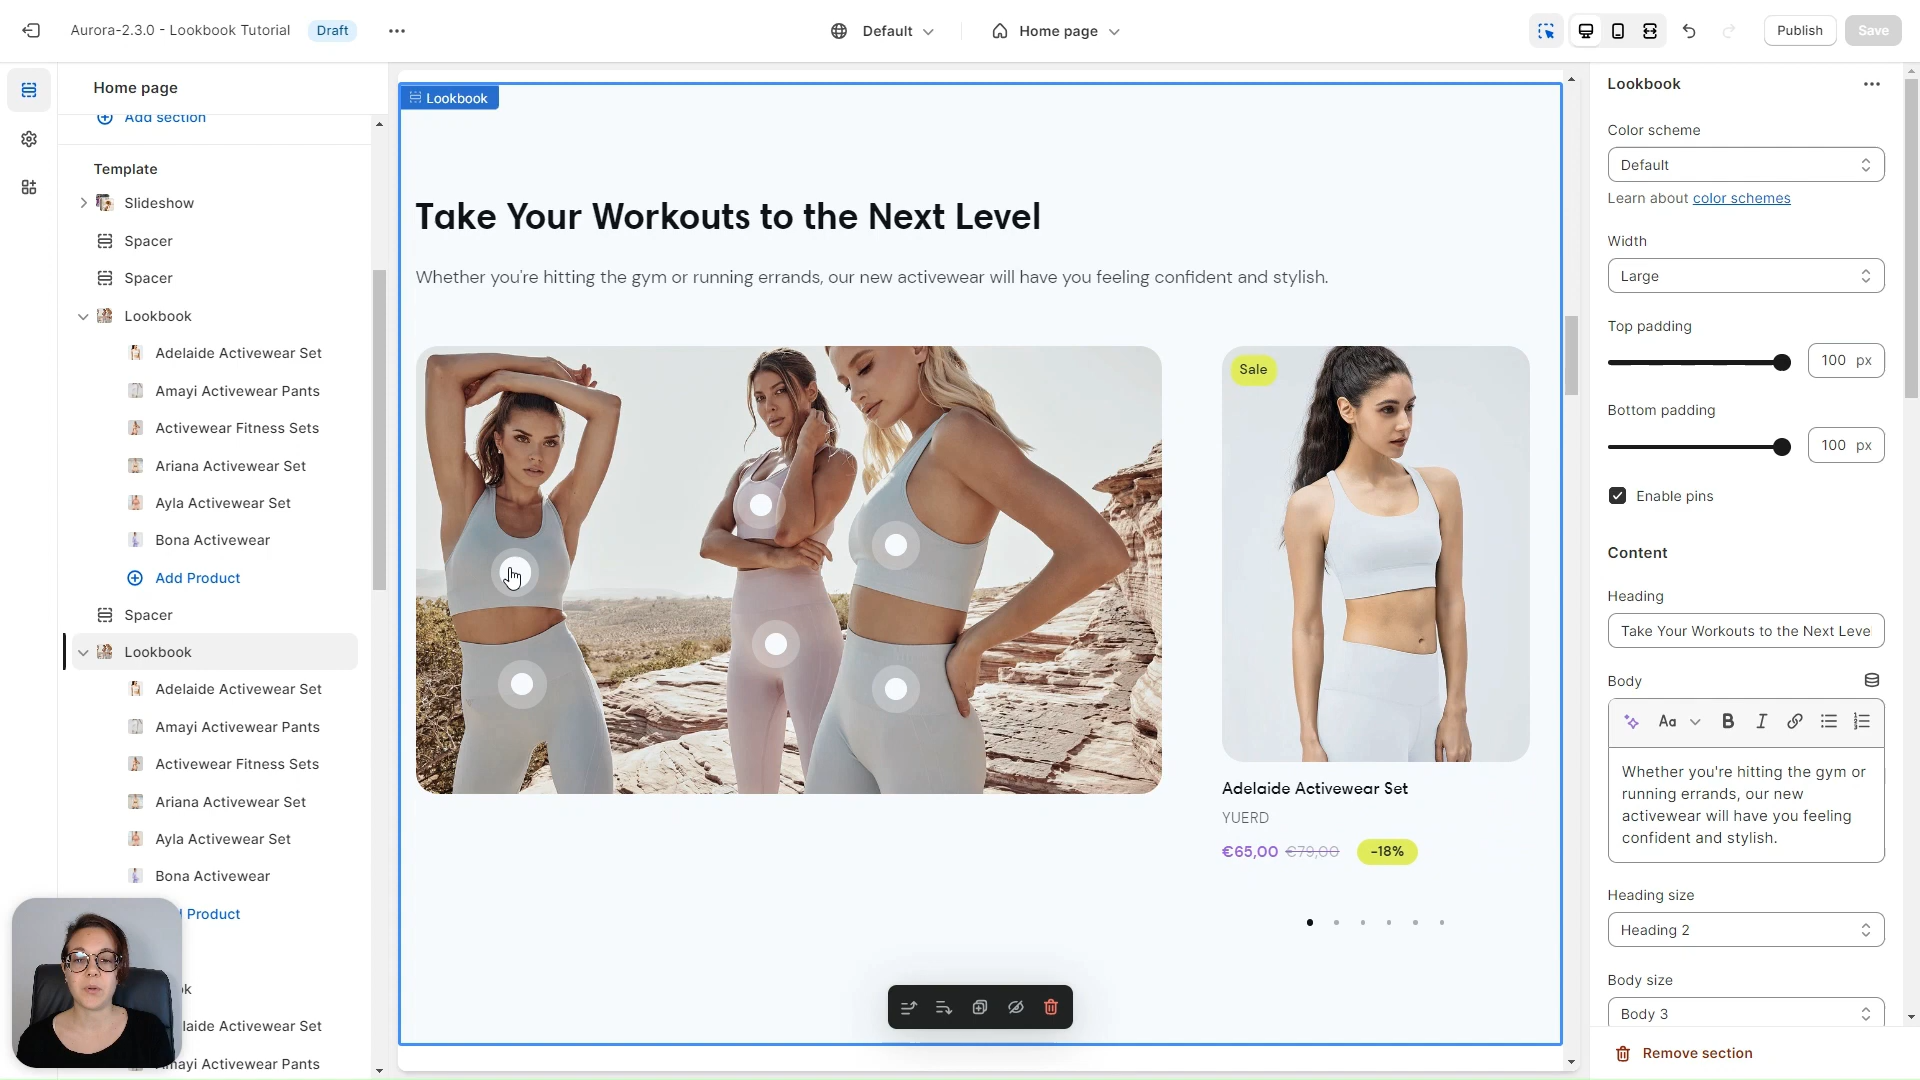 Aurora-2.3.0 - Lookbook Tutorial
Draft
Default
Home page
Publish
Save
Home page
Add section
Template
Slideshow
Spacer
Spacer
Lookbook
Adelaide Activewear Set
Amayi Activewear Pants
Activewear Fitness Sets
Ariana Activewear Set
Ayla Activewear Set
Bona Activewear
Add Product
Spacer
Lookbook
Adelaide Activewear Set
Amayi Activewear Pants
Activewear Fitness Sets
Ariana Activewear Set
Ayla Activewear Set
Bona Activewear
Product
laide Activewear Set
mayi Activewear Pants
Lookbook
Take Your Workouts to the Next Level
Whether you're hitting the gym or running errands, our new activewear will have you feeling confident and stylish.
Sale
Adelaide Activewear Set
YUERD
€65,00 €79,00 -18%
Lookbook
Color scheme
Default
Learn about color schemes
Width
Large
Top padding
100 px
Bottom padding
100 px
Enable pins
Content
Heading
Take Your Workouts to the Next Leve
Body
Aa B I
Whether you're hitting the gym or
running errands, our new
activewear will have you feeling
confident and stylish.
Heading size
Heading 2
Body size
Body 3
Remove section